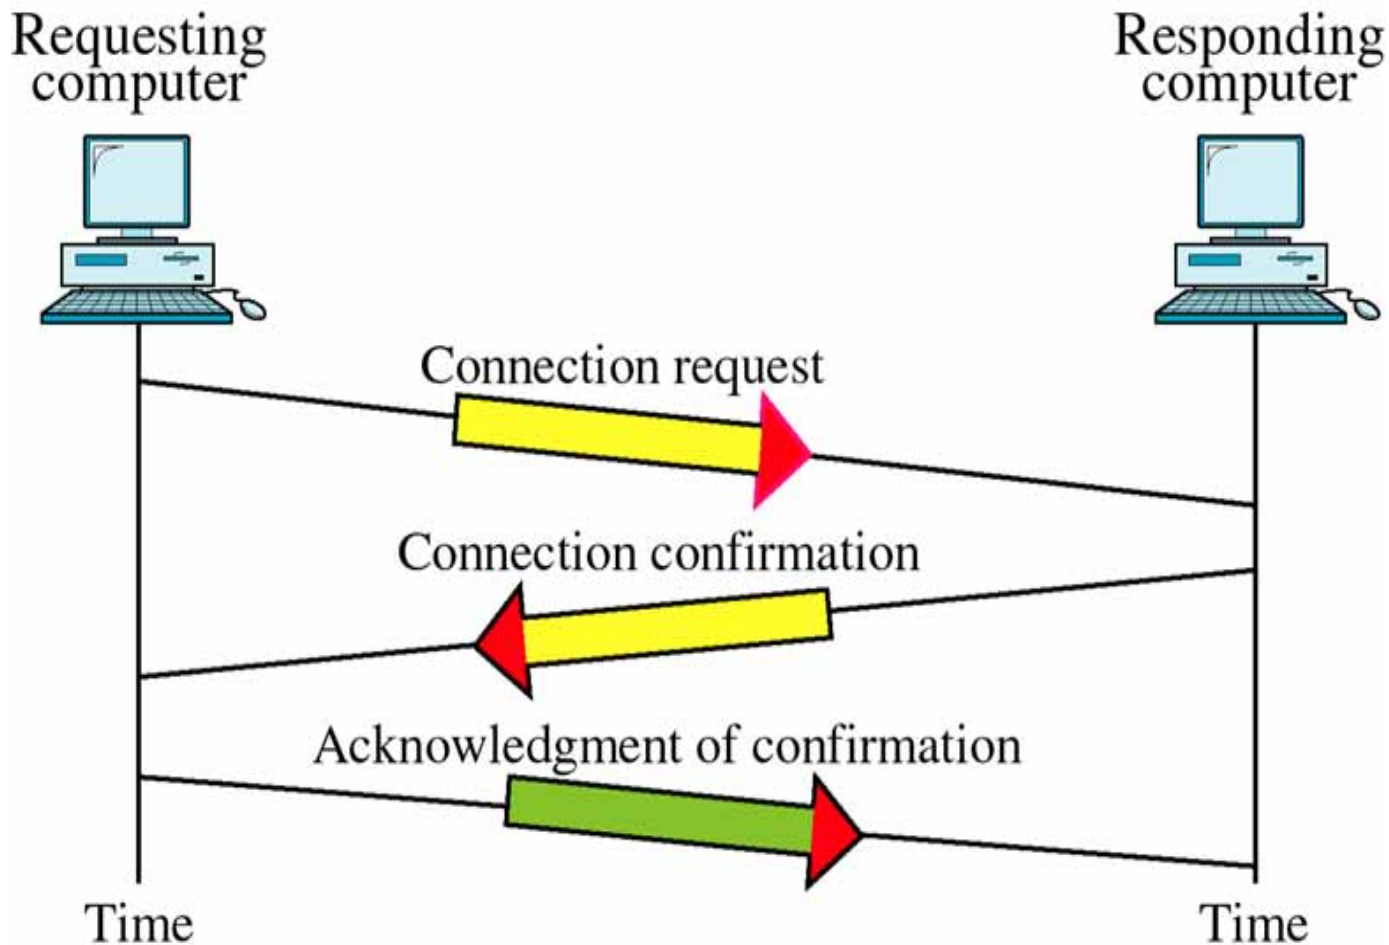 Requesting
computer
Responding
computer
Connection request
Connection confirmation
Acknowledgment of confirmation
Time
Time